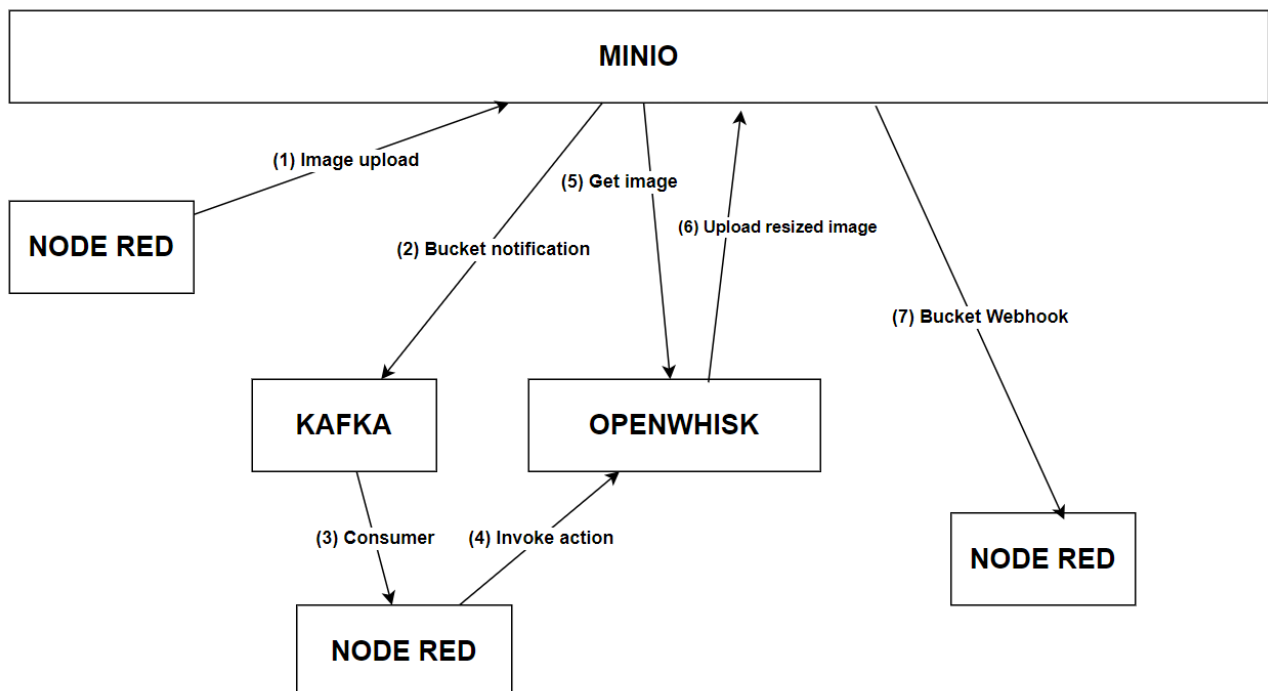 MINIO
(1) Image upload
(5) Get image
(6) Upload resized image
NODE RED
(2) Bucket notification
(7) Bucket Webhook
KAFKA
OPENWHISK
(3) Consumer
(4) Invoke action
NODE RED
NODE RED